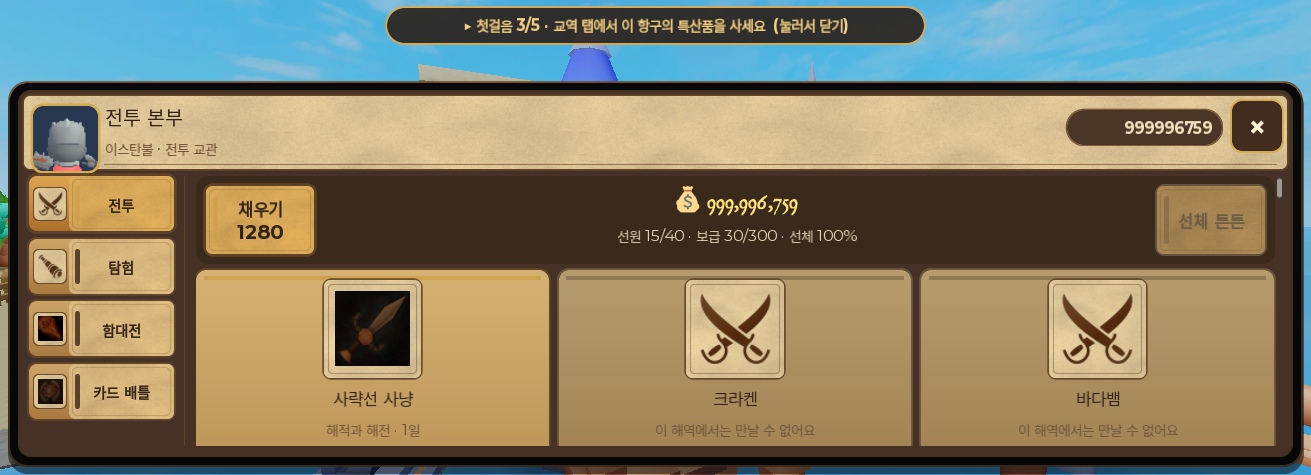 ▸ 첫걸음 3/5 · 교역 탭에서 이 항구의 특산품을 사세요 (눌러서 닫기)
전투 본부
이스탄불 · 전투 교관
999996759
×
전투
탐험
함대전
카드 배틀
채우기
1280
$ 999,996,759
선원 15/40 · 보급 30/300 · 선체 100%
선체 튼튼
사략선 사냥
해적과 해전 · 1일
크라켄
이 해역에서는 만날 수 없어요
바다뱀
이 해역에서는 만날 수 없어요